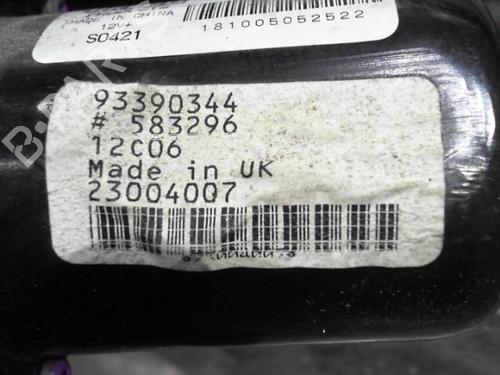 MADE IN CHINA
12V
S0421
181005052522
93390344
# 583296
12C06
Made in UK
23004007